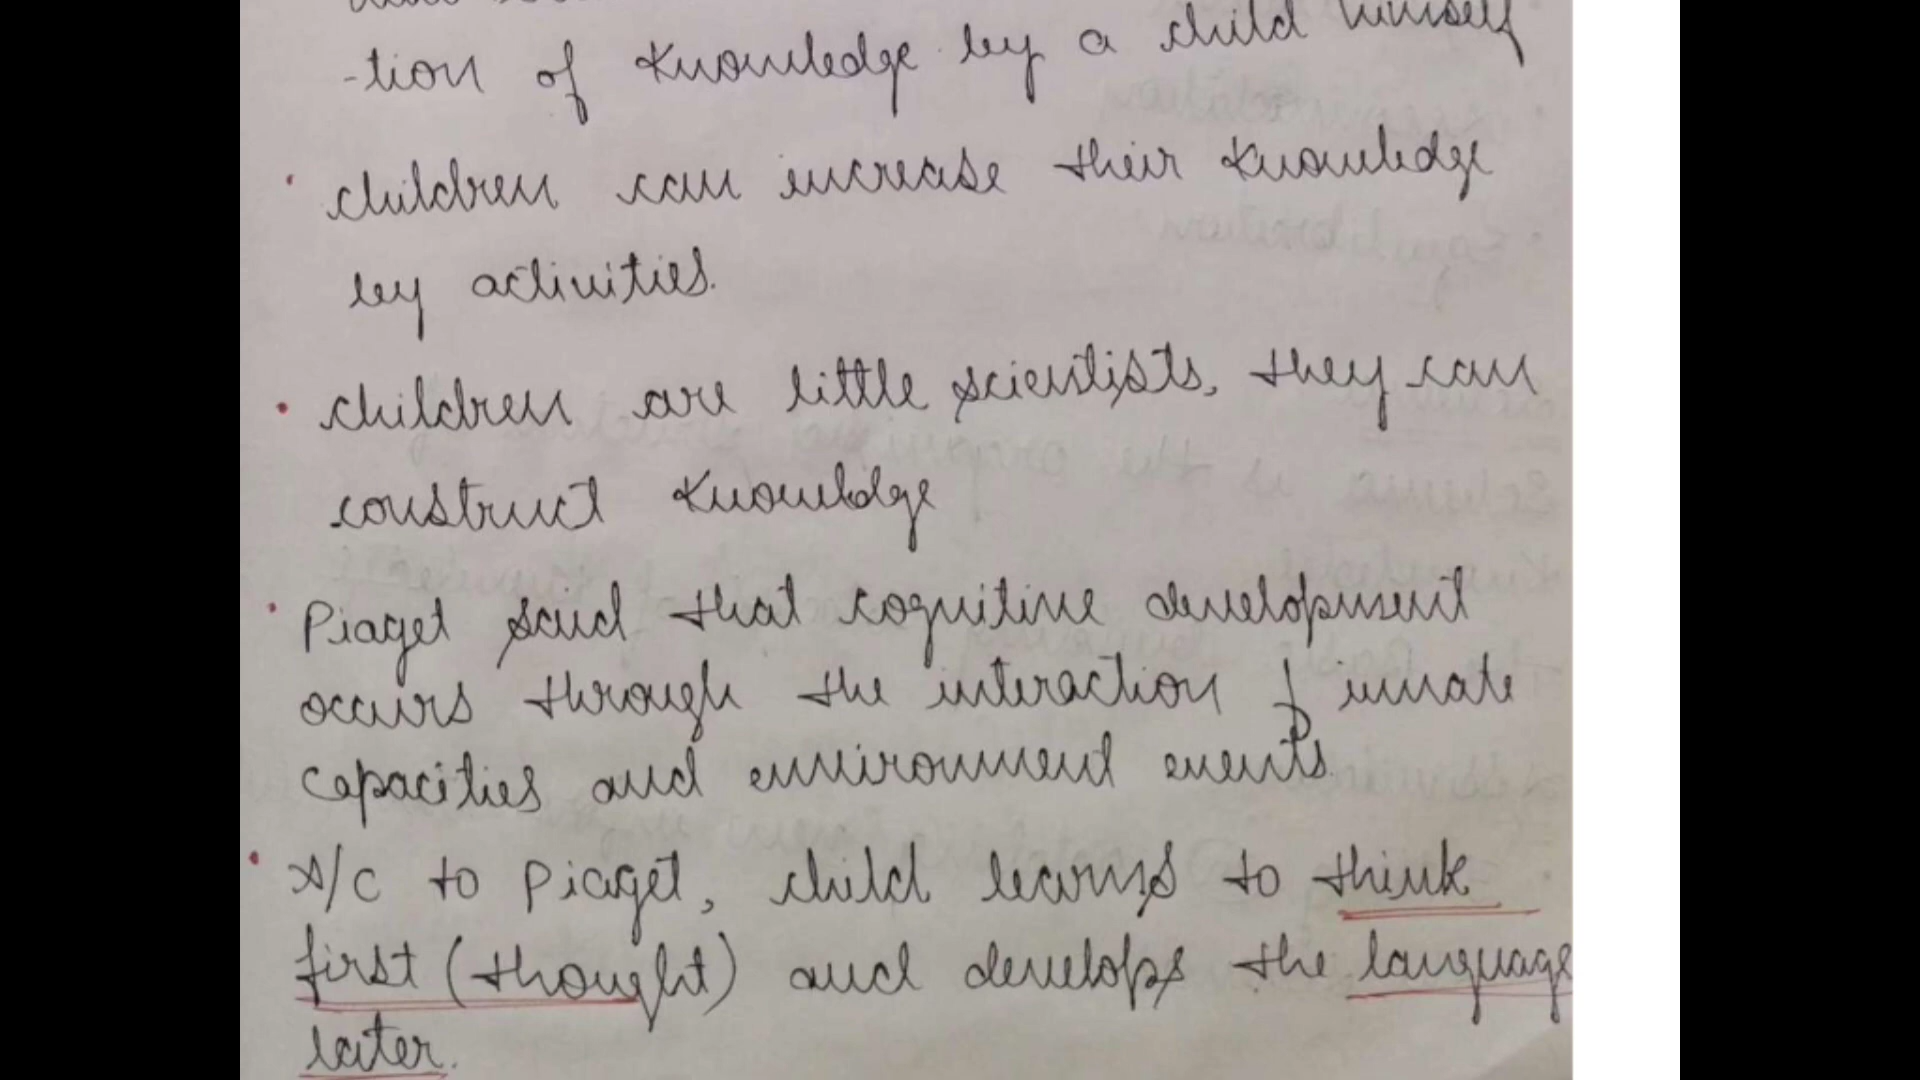 -tion of knowledge by a child himself
• children can increase their knowledge
by activities.
• children are little scientists, they can
construct knowledge
• Piaget said that cognitive development
occurs through the interaction of innate
capacities and environment events.
• A/c to Piaget, child learns to think
first (thought) and develops the language
later.